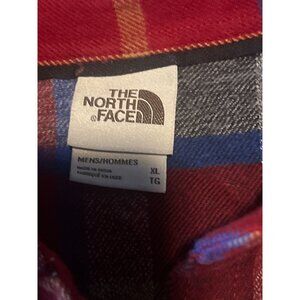 THE
NORTH
FACE
MENS/HOMMES XL
TG